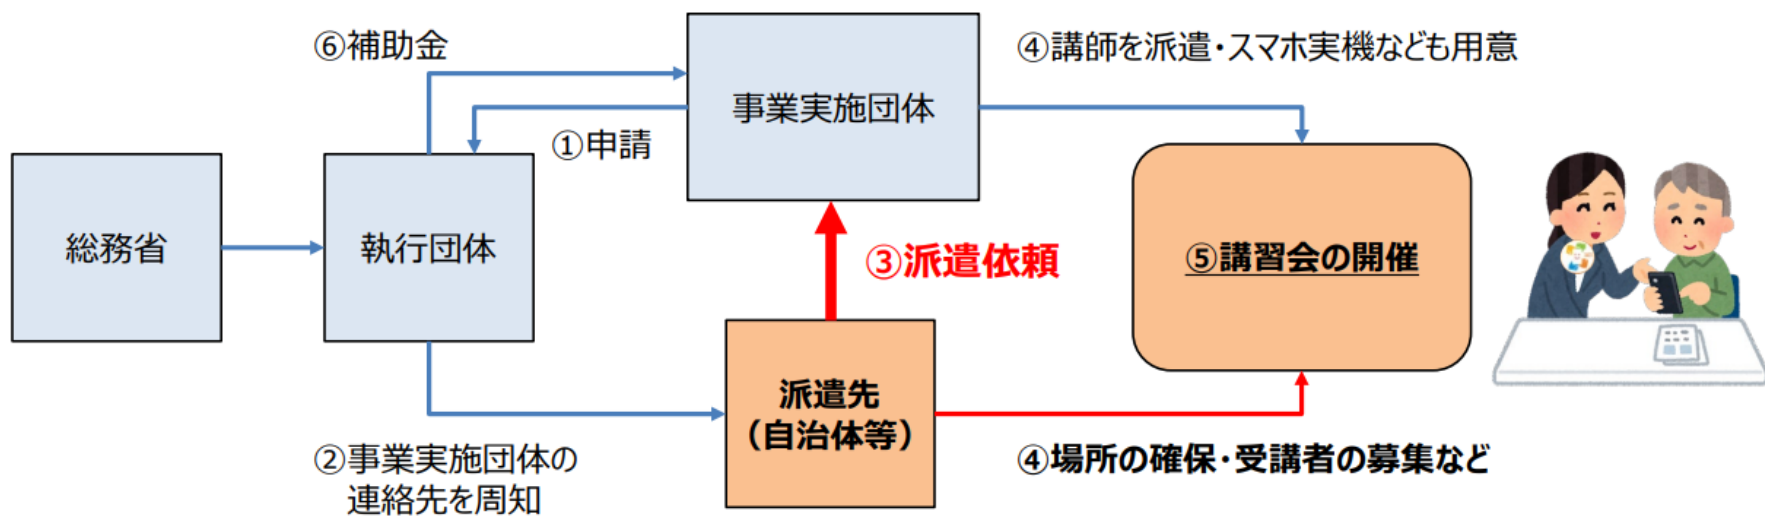 ⑥補助金
事業実施団体
④講師を派遣・スマホ実機なども用意
①申請
総務省
執行団体
③派遣依頼
⑤講習会の開催
派遣先
（自治体等）
②事業実施団体の
連絡先を周知
④場所の確保・受講者の募集など